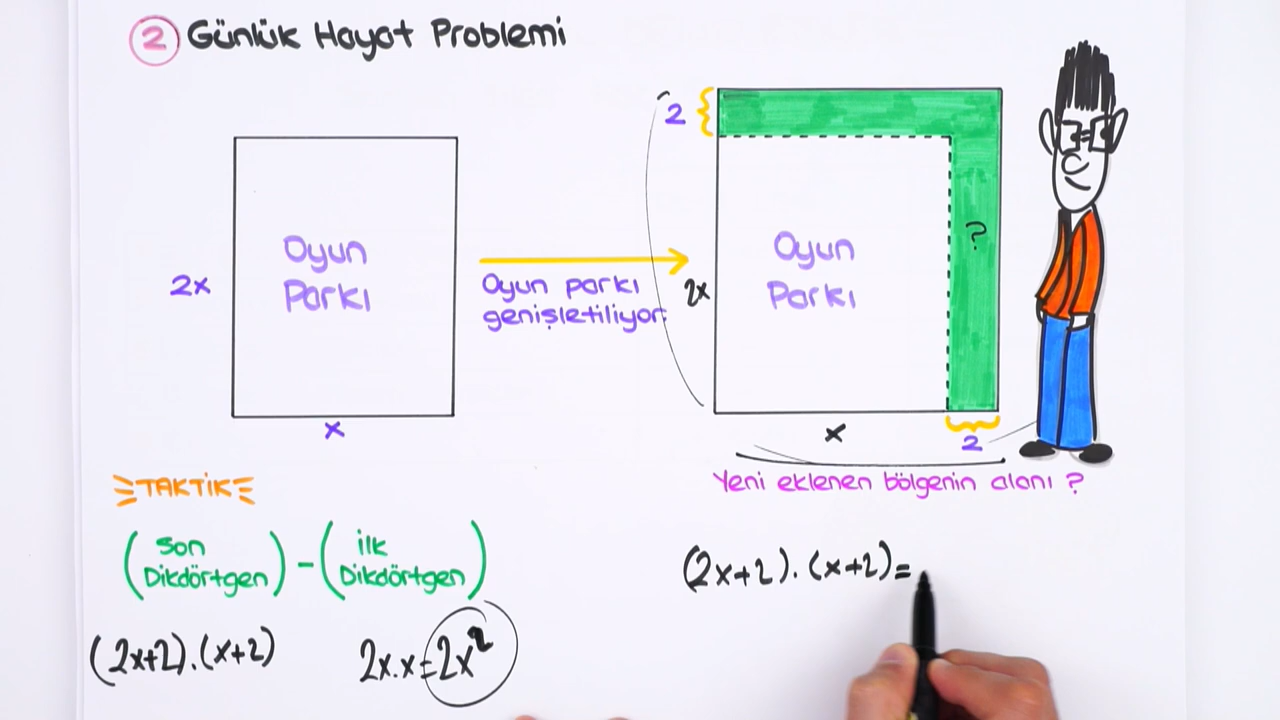 2 Günlük Hayat Problemi
2x
Oyun
Parkı
x
Oyun parkı
genişletiliyor
2
2x
Oyun
Parkı
?
x
2
Yeni eklenen bölgenin alanı ?
TAKTİK
(son Dikdörtgen) - (ilk Dikdörtgen)
(2x+2).(x+2)
2x.x=2x²
(2x+2).(x+2)=